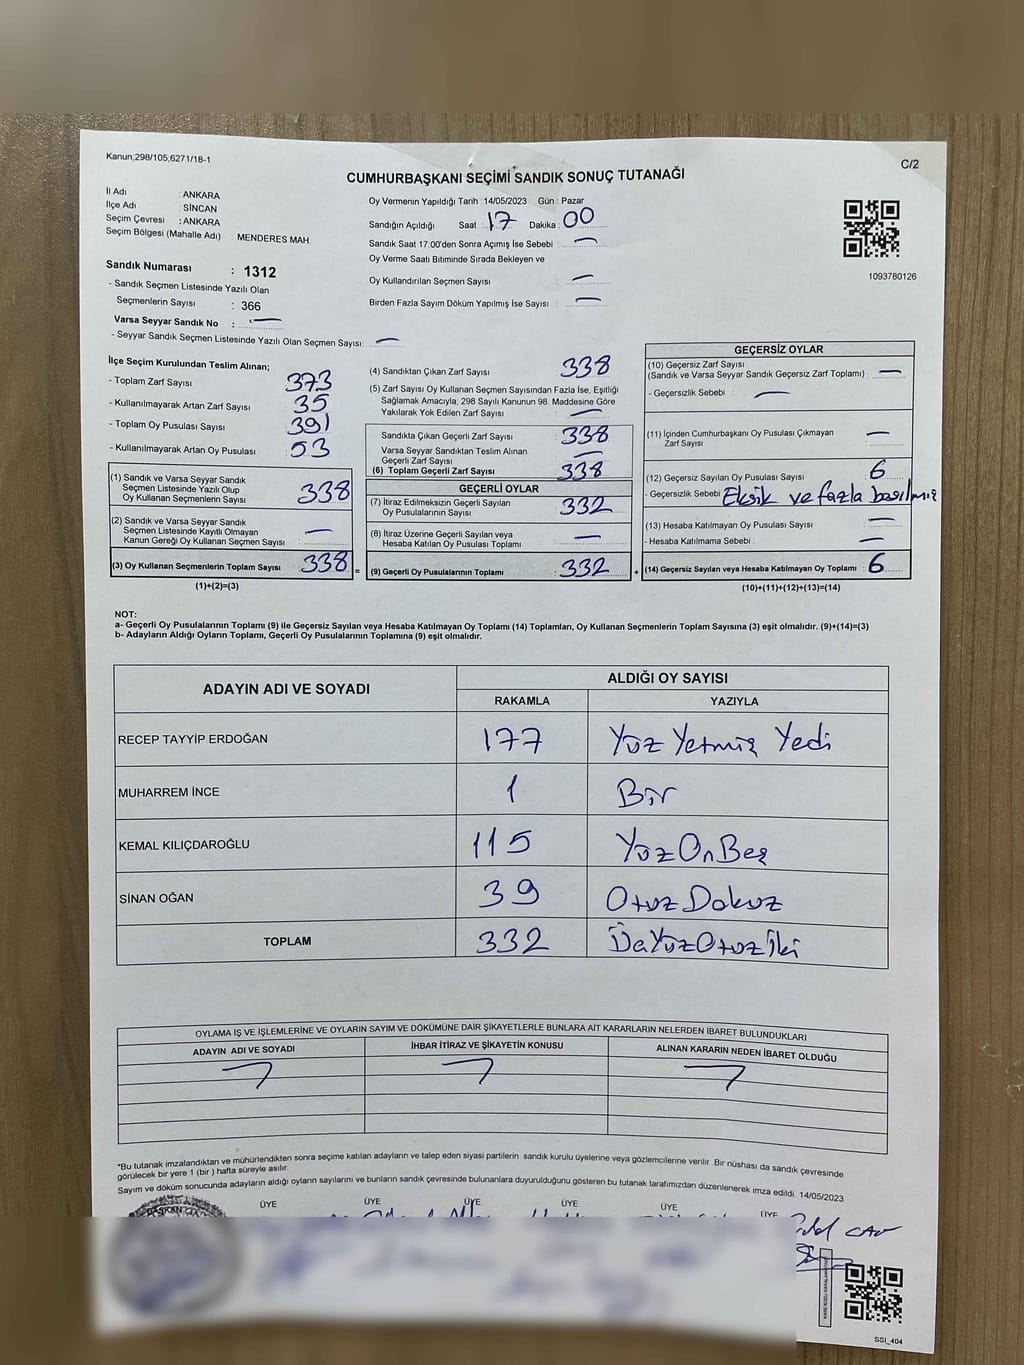 Kanun;298/105,6271/18-1
C/2
CUMHURBAŞKANI SEÇİMİ SANDIK SONUÇ TUTANAĞI
İl Adı : ANKARA
İlçe Adı : SİNCAN
Seçim Çevresi : ANKARA
Seçim Bölgesi (Mahalle Adı) : MENDERES MAH.
Sandık Numarası : 1312
- Sandık Seçmen Listesinde Yazılı Olan
Seçmenlerin Sayısı : 366
Varsa Seyyar Sandık No : —
- Seyyar Sandık Seçmen Listesinde Yazılı Olan Seçmen Sayısı: —
Oy Vermenin Yapıldığı Tarih : 14/05/2023 Gün : Pazar
Sandığın Açıldığı Saat : 17 Dakika : 00
Sandık Saat 17:00'den Sonra Açımış İse Sebebi : —
Oy Verme Saati Bitiminde Sırada Bekleyen ve
Oy Kullandırılan Seçmen Sayısı : —
Birden Fazla Sayım Döküm Yapılmış İse Sayısı : —
1093780126
İlçe Seçim Kurulundan Teslim Alınan;
- Toplam Zarf Sayısı : 373
- Kullanılmayarak Artan Zarf Sayısı : 35
- Toplam Oy Pusulası Sayısı : 391
- Kullanılmayarak Artan Oy Pusulası : 53
(1) Sandık ve Varsa Seyyar Sandık
Seçmen Listesinde Yazılı Olup
Oy Kullanan Seçmenlerin Sayısı : 338
(2) Sandık ve Varsa Seyyar Sandık
Seçmen Listesinde Kayıtlı Olmayan
Kanun Gereği Oy Kullanan Seçmen Sayısı : —
(3) Oy Kullanan Seçmenlerin Toplam Sayısı : 338
(1)+(2)=(3)
(4) Sandıktan Çıkan Zarf Sayısı : 338
(5) Zarf Sayısı Oy Kullanan Seçmen Sayısından Fazla İse, Eşitliği
Sağlamak Amacıyla; 298 Sayılı Kanunun 98. Maddesine Göre
Yakılarak Yok Edilen Zarf Sayısı : —
Sandıkta Çıkan Geçerli Zarf Sayısı : 338
Varsa Seyyar Sandıktan Teslim Alınan
Geçerli Zarf Sayısı : —
(6) Toplam Geçerli Zarf Sayısı : 338
GEÇERLİ OYLAR
(7) İtiraz Edilmeksizin Geçerli Sayılan
Oy Pusulalarının Sayısı : 332
(8) İtiraz Üzerine Geçerli Sayılan veya
Hesaba Katılan Oy Pusulası Toplamı : —
= (9) Geçerli Oy Pusulalarının Toplamı : 332
GEÇERSİZ OYLAR
(10) Geçersiz Zarf Sayısı
(Sandık ve Varsa Seyyar Sandık Geçersiz Zarf Toplamı) : —
- Geçersizlik Sebebi : —
(11) İçinden Cumhurbaşkanı Oy Pusulası Çıkmayan
Zarf Sayısı : —
(12) Geçersiz Sayılan Oy Pusulası Sayısı : 6
- Geçersizlik Sebebi : Eksik ve fazla basılmış
(13) Hesaba Katılmayan Oy Pusulası Sayısı : —
- Hesaba Katılmama Sebebi : —
+ (14) Geçersiz Sayılan veya Hesaba Katılmayan Oy Toplamı : 6
(10)+(11)+(12)+(13)=(14)
NOT:
a- Geçerli Oy Pusulalarının Toplamı (9) ile Geçersiz Sayılan veya Hesaba Katılmayan Oy Toplamı (14) Toplamları, Oy Kullanan Seçmenlerin Toplam Sayısına (3) eşit olmalıdır. (9)+(14)=(3)
b- Adayların Aldığı Oyların Toplamı, Geçerli Oy Pusulalarının Toplamına (9) eşit olmalıdır.
ADAYIN ADI VE SOYADI
ALDIĞI OY SAYISI
RAKAMLA YAZIYLA
RECEP TAYYİP ERDOĞAN 177 Yüz Yetmiş Yedi
MUHARREM İNCE 1 Bir
KEMAL KILIÇDAROĞLU 115 Yüz On Beş
SİNAN OĞAN 39 Otuz Dokuz
TOPLAM 332 Üç Yüz Otuz İki
OYLAMA İŞ VE İŞLEMLERİNE VE OYLARIN SAYIM VE DÖKÜMÜNE DAİR ŞİKAYETLERLE BUNLARA AİT KARARLARIN NELERDEN İBARET BULUNDUKLARI
ADAYIN ADI VE SOYADI İHBAR İTİRAZ VE ŞİKAYETİN KONUSU ALINAN KARARIN NEDEN İBARET OLDUĞU
*Bu tutanak imzalandıktan ve mühürlendikten sonra seçime katılan adayların ve talep eden siyasi partilerin sandık kurulu üyelerine veya gözlemcilerine verilir. Bir nüshası da sandık çevresinde
görülecek bir yere 1 (bir) hafta süreyle asılır.
Sayım ve döküm sonucunda adayların aldığı oyların sayılarını ve bunların sandık çevresinde bulunanlara duyurulduğunu gösteren bu tutanak tarafımızdan düzenlenerek imza edildi. 14/05/2023
BAŞKAN ÜYE ÜYE ÜYE ÜYE ÜYE ÜYE
SSI_404